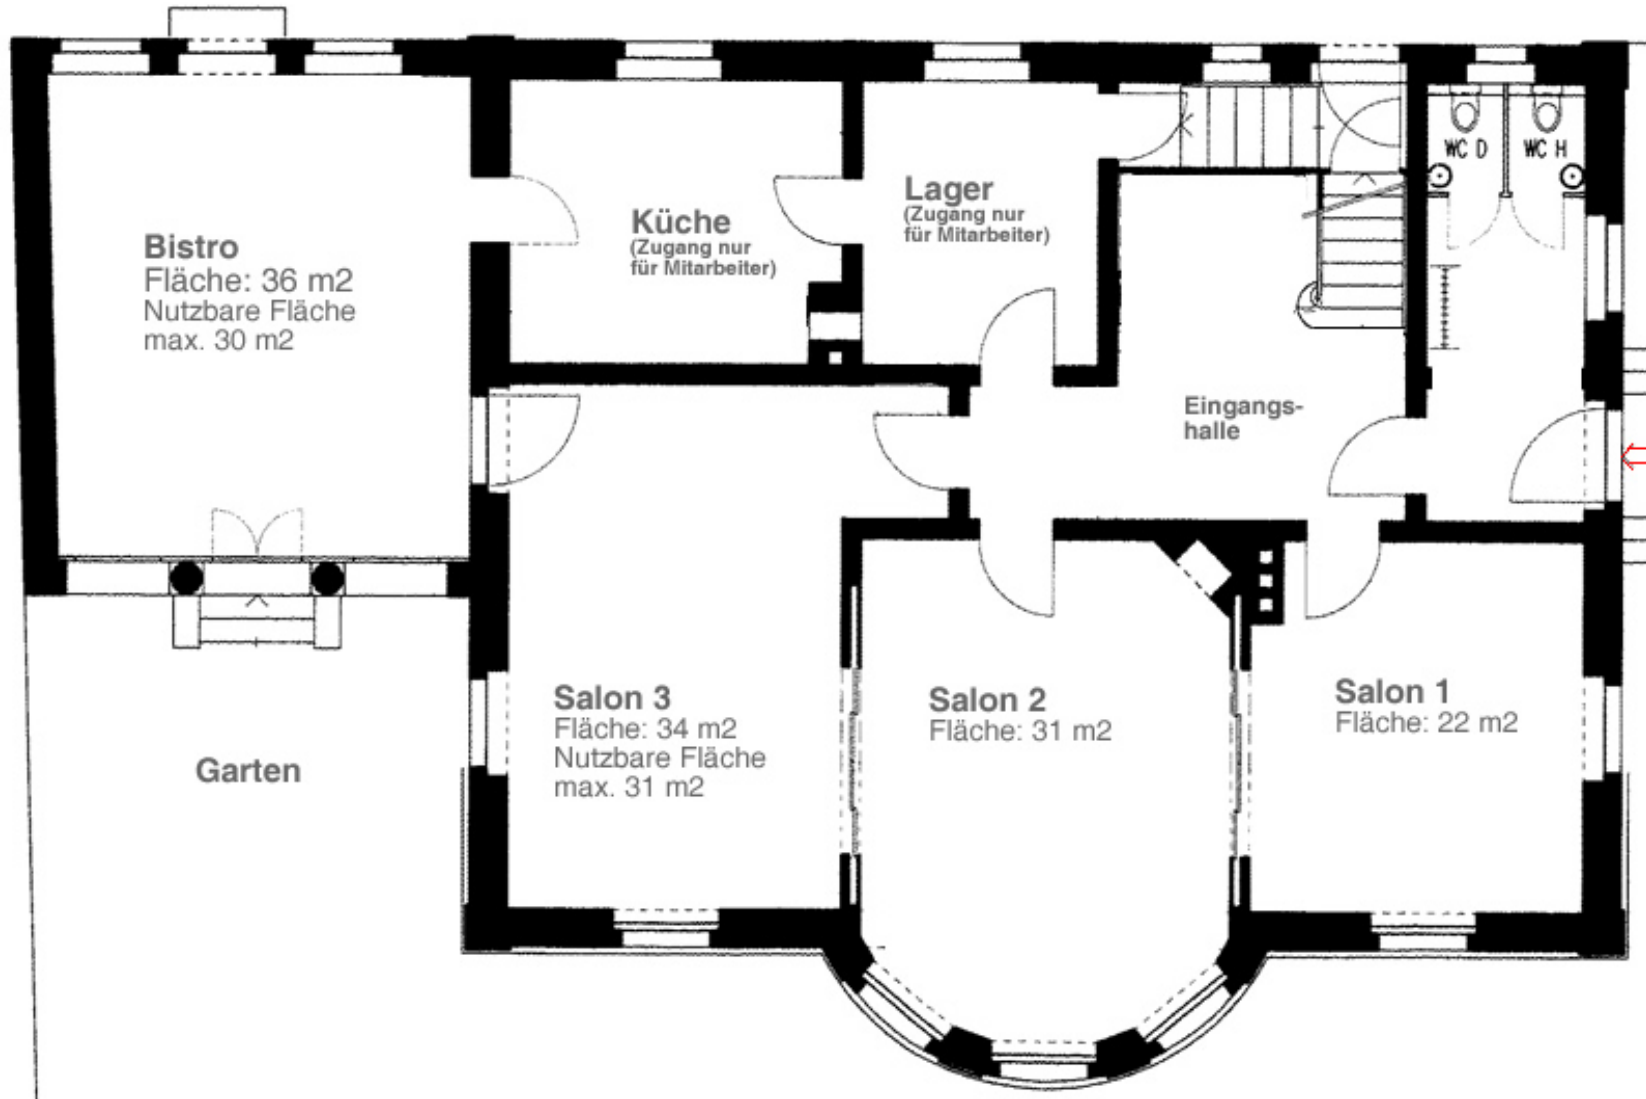 WC D
WC H
Lager
(Zugang nur
für Mitarbeiter)
Küche
(Zugang nur
für Mitarbeiter)
Bistro
Fläche: 36 m2
Nutzbare Fläche
max. 30 m2
Eingangs-
halle
Salon 3
Fläche: 34 m2
Nutzbare Fläche
max. 31 m2
Salon 2
Fläche: 31 m2
Salon 1
Fläche: 22 m2
Garten